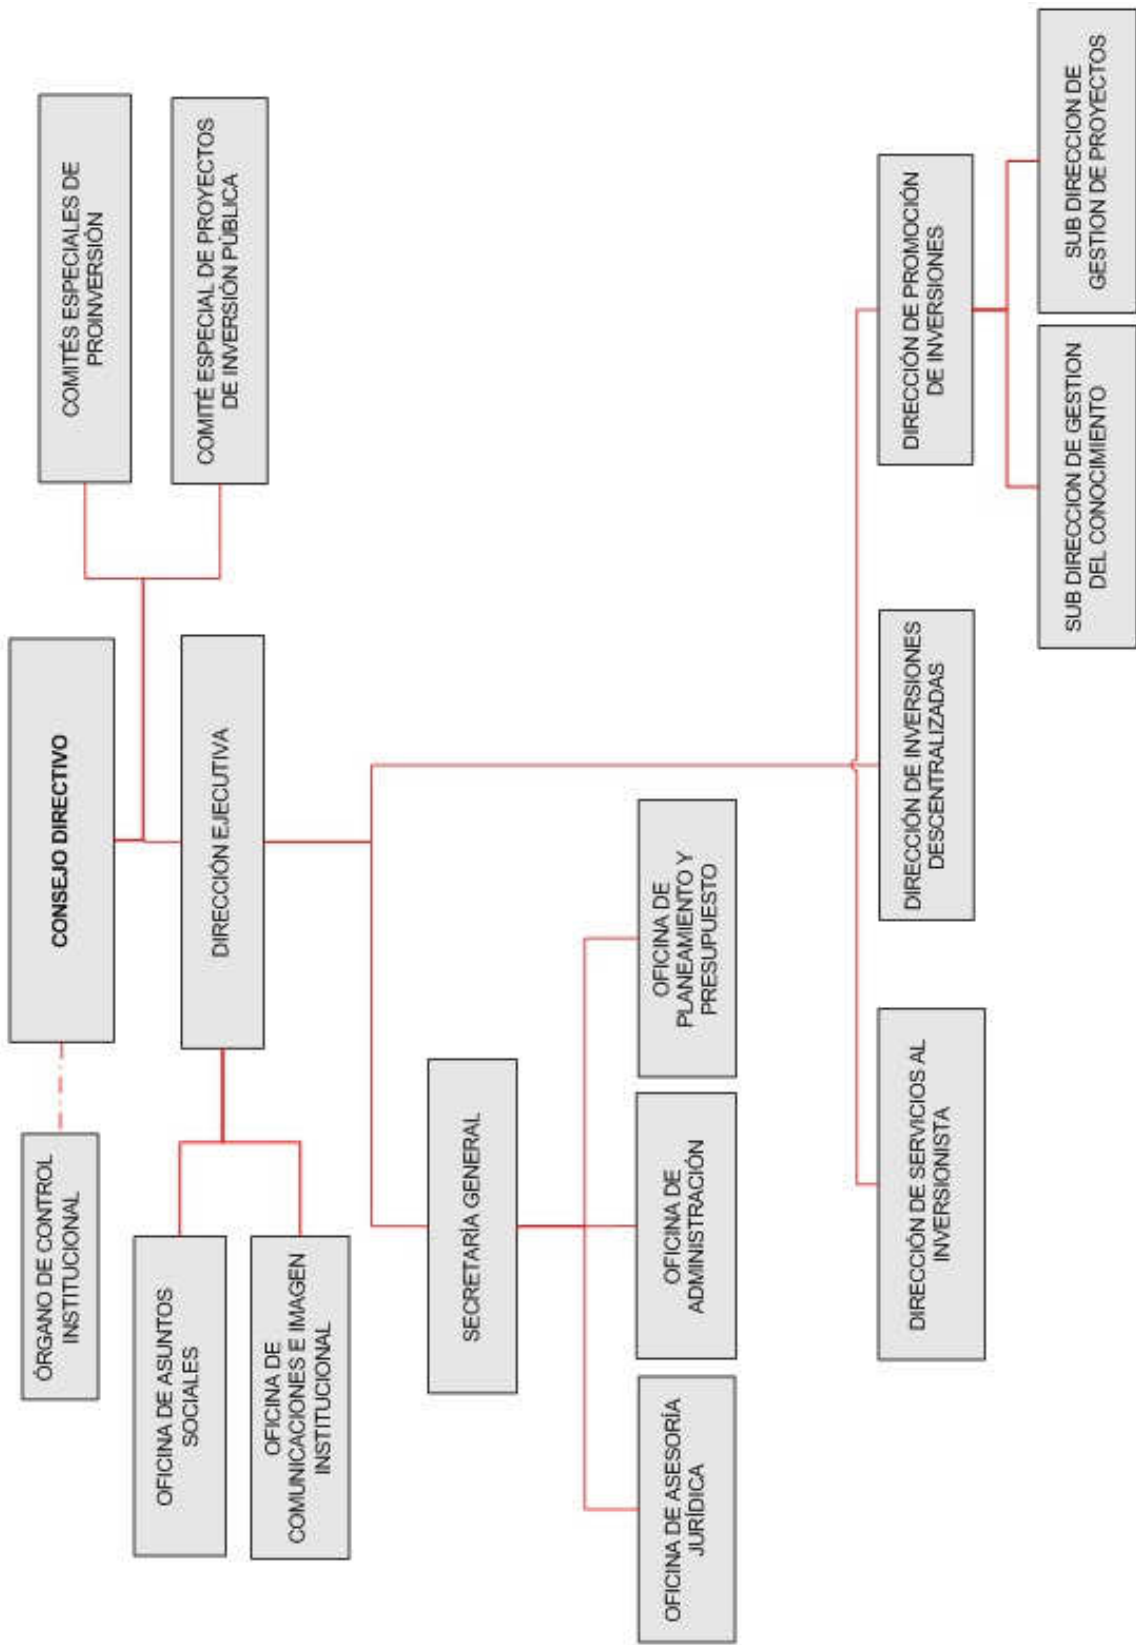 CONSEJO DIRECTIVO
ÓRGANO DE CONTROL
INSTITUCIONAL
COMITÉS ESPECIALES DE
PROINVERSIÓN
COMITÉ ESPECIAL DE PROYECTOS
DE INVERSIÓN PÚBLICA
DIRECCIÓN EJECUTIVA
OFICINA DE ASUNTOS
SOCIALES
OFICINA DE
COMUNICACIONES E IMAGEN
INSTITUCIONAL
SECRETARÍA GENERAL
OFICINA DE ASESORÍA
JURÍDICA
OFICINA DE
ADMINISTRACIÓN
OFICINA DE
PLANEAMIENTO Y
PRESUPUESTO
DIRECCIÓN DE SERVICIOS AL
INVERSIONISTA
DIRECCIÓN DE INVERSIONES
DESCENTRALIZADAS
DIRECCIÓN DE PROMOCIÓN
DE INVERSIONES
SUB DIRECCION DE GESTION
DEL CONOCIMIENTO
SUB DIRECCION DE
GESTION DE PROYECTOS